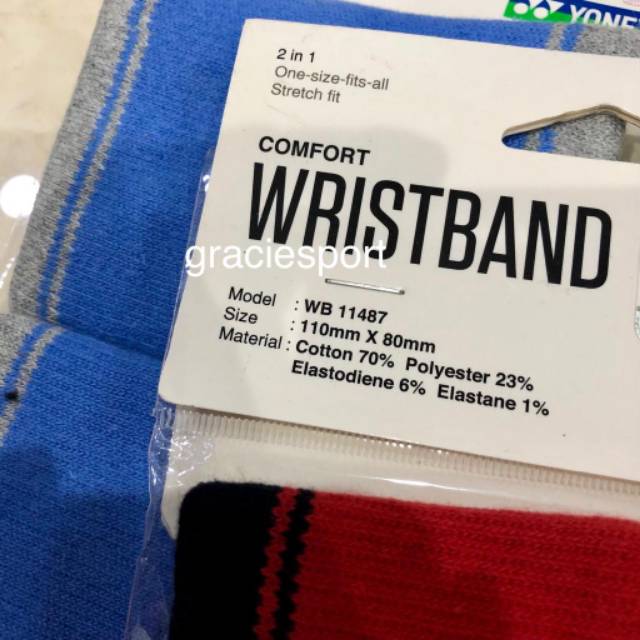 YONE
2 in 1
One-size-fits-all
Stretch fit
COMFORT
WRISTBAND
graciesport
Model : WB 11487
Size : 110mm X 80mm
Material : Cotton 70% Polyester 23%
Elastodiene 6% Elastane 1%